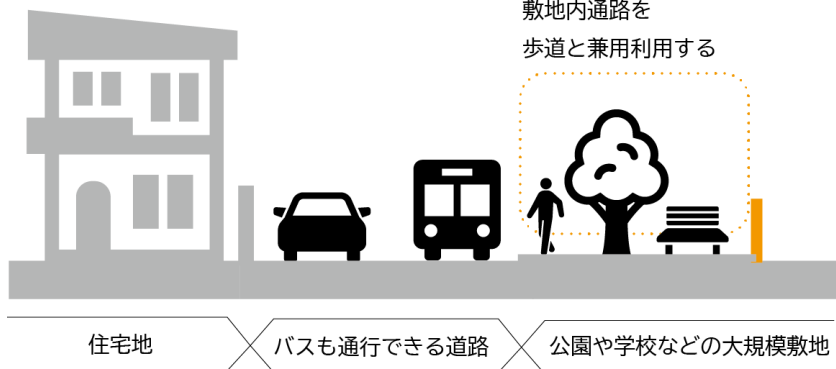 敷地内通路を
歩道と兼用利用する
住宅地
バスも通行できる道路
公園や学校などの大規模敷地